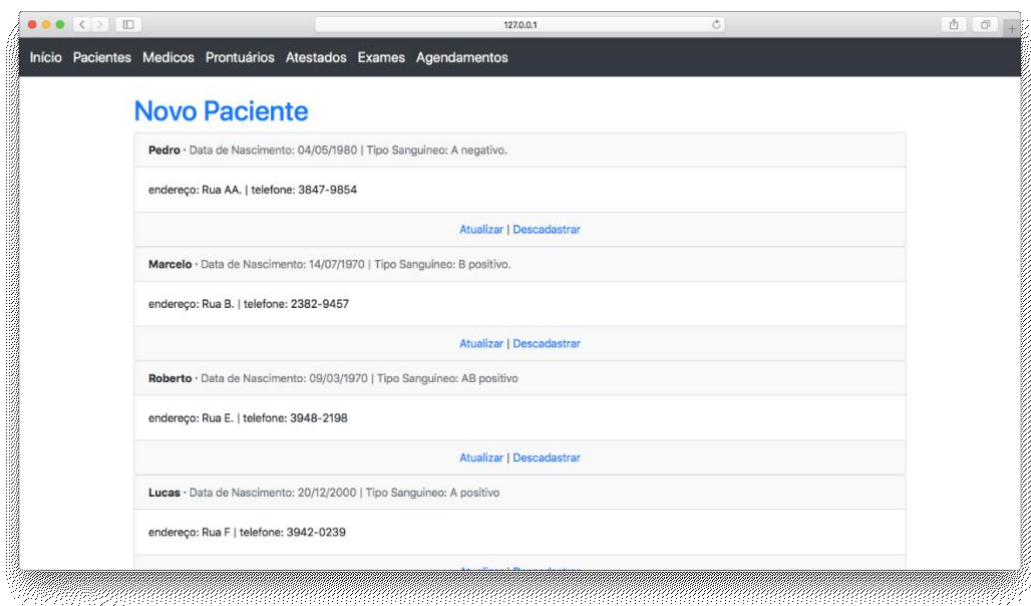 127.0.0.1
Início Pacientes Medicos Prontuários Atestados Exames Agendamentos
Novo Paciente
Pedro · Data de Nascimento: 04/05/1980 | Tipo Sanguineo: A negativo.
endereço: Rua AA. | telefone: 3847-9854
Atualizar | Descadastrar
Marcelo · Data de Nascimento: 14/07/1970 | Tipo Sanguineo: B positivo.
endereço: Rua B. | telefone: 2382-9457
Atualizar | Descadastrar
Roberto · Data de Nascimento: 09/03/1970 | Tipo Sanguineo: AB positivo
endereço: Rua E. | telefone: 3948-2198
Atualizar | Descadastrar
Lucas · Data de Nascimento: 20/12/2000 | Tipo Sanguineo: A positivo
endereço: Rua F | telefone: 3942-0239